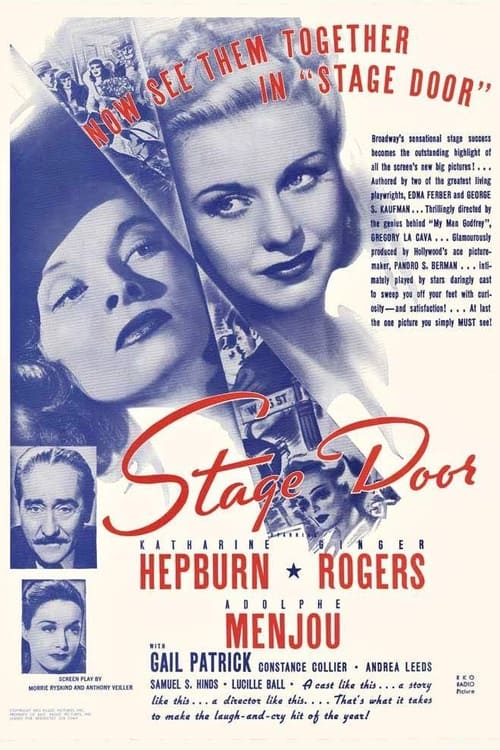 NOW SEE THEM TOGETHER
IN "STAGE DOOR"
Broadway's sensational stage success
becomes the outstanding highlight of
all the screen's new big pictures! . . .
Authored by two of the greatest living
playwrights, EDNA FERBER and GEORGE
S. KAUFMAN . . . Thrillingly directed by
the genius behind "My Man Godfrey",
GREGORY LA CAVA . . . Glamourously
produced by Hollywood's ace picture-
maker, PANDRO S. BERMAN . . . inti-
mately played by stars daringly cast
to sweep you off your feet with curi-
osity—and satisfaction! . . . At last
the one picture you simply MUST see!
W 58 ST
Stage Door
STARRING
KATHARINE GINGER
HEPBURN ★ ROGERS
ADOLPHE
MENJOU
WITH
GAIL PATRICK CONSTANCE COLLIER · ANDREA LEEDS
SAMUEL S. HINDS · LUCILLE BALL · A cast like this . . . a story
like this . . . a director like this. . . . That's what it takes
to make the laugh-and-cry hit of the year!
SCREEN PLAY BY
MORRIE RYSKIND AND ANTHONY VEILLER
RKO
RADIO
Picture